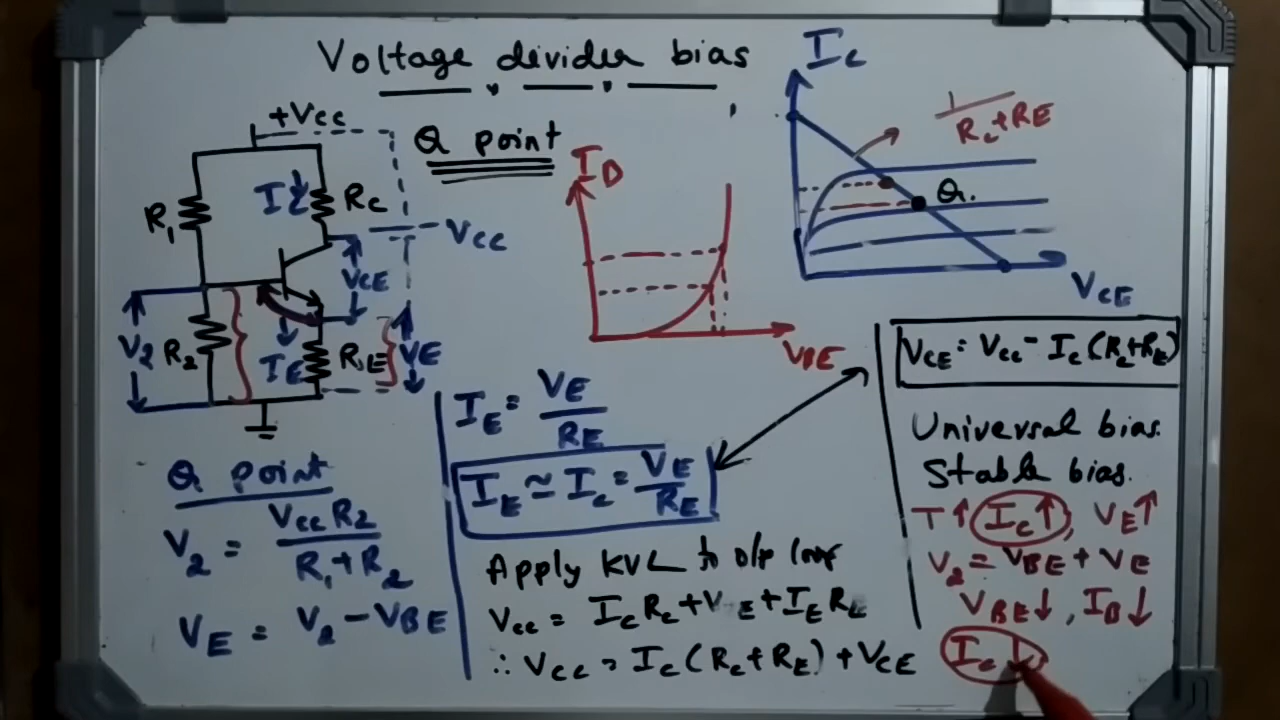 Voltage divider bias
Q point
+Vcc
R1
I
Rc
Vcc
VCE
V2
R2
IE
RE
VE
ID
VBE
Ic
1/Rc+RE
Q.
VCE
Q point
V2 = Vcc R2 / R1+R2
VE = V2 - VBE
IE = VE / RE
IE ≃ Ic = VE / RE
Apply KVL to o/p loop
Vcc = IcRc+V E+IERE
∴ Vcc = Ic(Rc+RE)+VCE
VCE = Vcc - Ic(Rc+RE)
Universal bias.
Stable bias.
T↑ Ic↑, VE↑
V2 = VBE + VE
VBE↓, IB↓
Ic↓